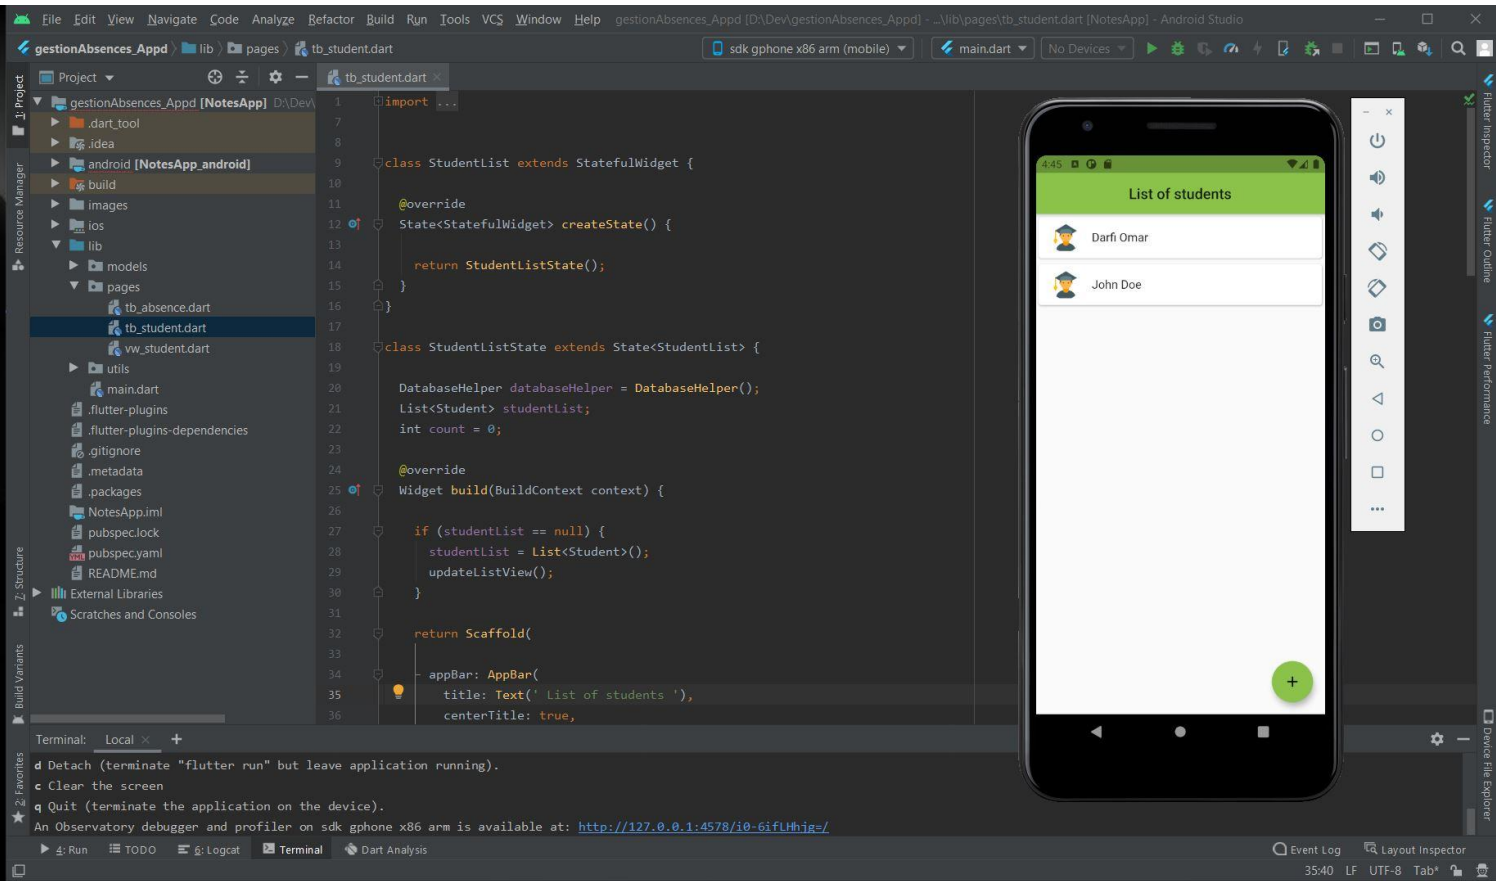 File Edit View Navigate Code Analyze Refactor Build Run Tools VCS Window Help gestionAbsences_Appd [D:\Dev\gestionAbsences_Appd] - ...\lib\pages\tb_student.dart [NotesApp] - Android Studio
gestionAbsences_Appd lib pages tb_student.dart sdk gphone x86 arm (mobile) main.dart No Devices
Project
tb_student.dart
1: Project
Resource Manager
Z: Structure
Build Variants
2: Favorites
gestionAbsences_Appd [NotesApp] D:\Dev\
.dart_tool
.idea
android [NotesApp_android]
build
images
ios
lib
models
pages
tb_absence.dart
tb_student.dart
vw_student.dart
utils
main.dart
.flutter-plugins
.flutter-plugins-dependencies
.gitignore
.metadata
.packages
NotesApp.iml
pubspec.lock
pubspec.yaml
README.md
External Libraries
Scratches and Consoles
1 import ...
7
8
9 class StudentList extends StatefulWidget {
10
11 @override
12 State<StatefulWidget> createState() {
13
14 return StudentListState();
15 }
16 }
17
18 class StudentListState extends State<StudentList> {
19
20 DatabaseHelper databaseHelper = DatabaseHelper();
21 List<Student> studentList;
22 int count = 0;
23
24 @override
25 Widget build(BuildContext context) {
26
27 if (studentList == null) {
28 studentList = List<Student>();
29 updateListView();
30 }
31
32 return Scaffold(
33
34 appBar: AppBar(
35 title: Text(' List of students '),
36 centerTitle: true,
4:45
List of students
Darfi Omar
John Doe
+
Flutter Inspector
Flutter Outline
Flutter Performance
Device File Explorer
Terminal: Local +
d Detach (terminate "flutter run" but leave application running).
c Clear the screen
q Quit (terminate the application on the device).
An Observatory debugger and profiler on sdk gphone x86 arm is available at: http://127.0.0.1:4578/i0-6ifLHhjg=/
4: Run TODO 6: Logcat Terminal Dart Analysis Event Log Layout Inspector
35:40 LF UTF-8 Tab*